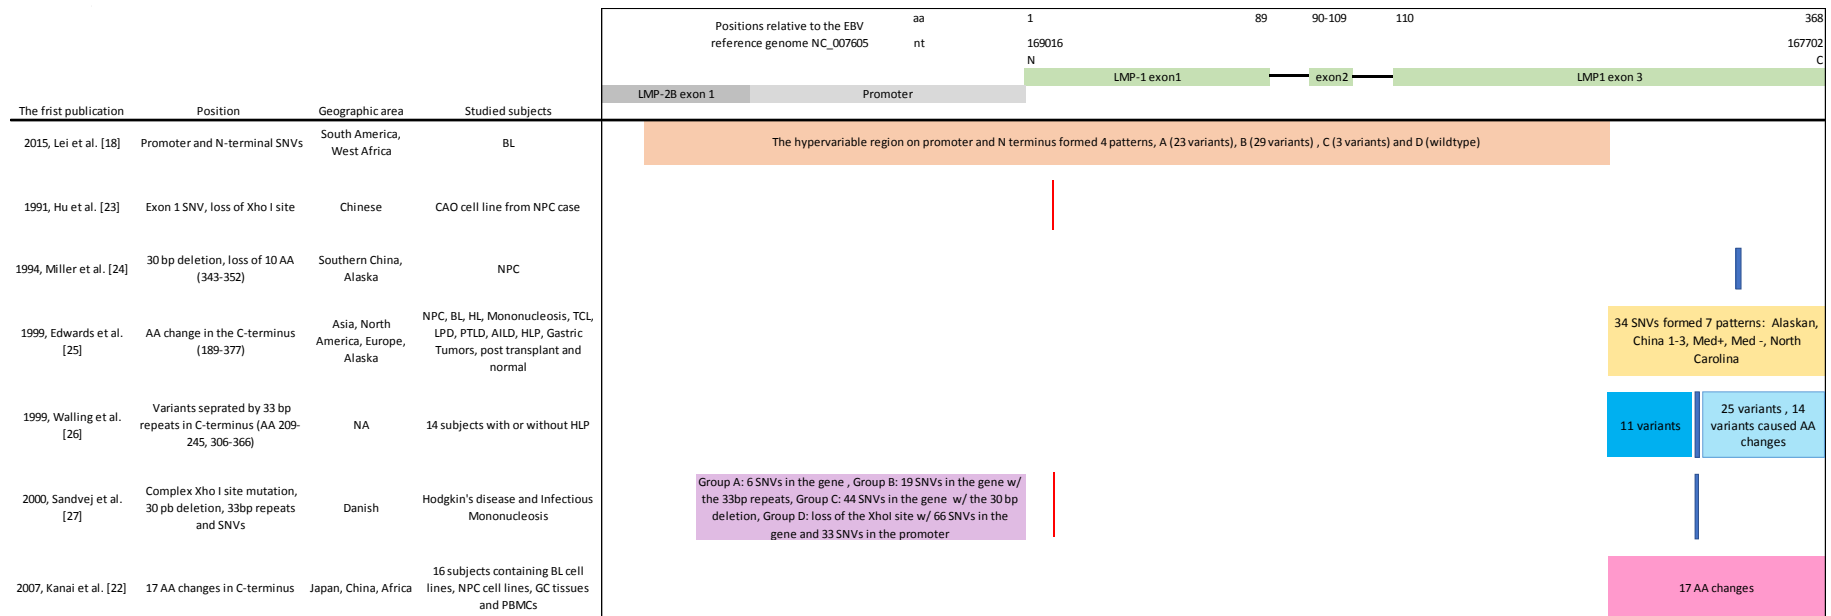 Positions relative to the EBV
reference genome NC_007605
aa
nt
1 89 90-109 110 368
169016 167702
N C
LMP-1 exon1 exon2 LMP1 exon 3
LMP-2B exon 1 Promoter
The frist publication Position Geographic area Studied subjects
2015, Lei et al. [18]
Promoter and N-terminal SNVs
South America,
West Africa
BL
The hypervariable region on promoter and N terminus formed 4 patterns, A (23 variants), B (29 variants) , C (3 variants) and D (wildtype)
1991, Hu et al. [23]
Exon 1 SNV, loss of Xho I site
Chinese
CAO cell line from NPC case
1994, Miller et al. [24]
30 bp deletion, loss of 10 AA
(343-352)
Southern China,
Alaska
NPC
1999, Edwards et al.
[25]
AA change in the C-terminus
(189-377)
Asia, North
America, Europe,
Alaska
NPC, BL, HL, Mononucleosis, TCL,
LPD, PTLD, AILD, HLP, Gastric
Tumors, post transplant and
normal
34 SNVs formed 7 patterns: Alaskan,
China 1-3, Med+, Med -, North
Carolina
1999, Walling et al.
[26]
Variants seprated by 33 bp
repeats in C-terminus (AA 209-
245, 306-366)
NA
14 subjects with or without HLP
11 variants
25 variants , 14
variants caused AA
changes
2000, Sandvej et al.
[27]
Complex Xho I site mutation,
30 pb deletion, 33bp repeats
and SNVs
Danish
Hodgkin's disease and Infectious
Mononucleosis
Group A: 6 SNVs in the gene , Group B: 19 SNVs in the gene w/
the 33bp repeats, Group C: 44 SNVs in the gene w/ the 30 bp
deletion, Group D: loss of the XhoI site w/ 66 SNVs in the
gene and 33 SNVs in the promoter
2007, Kanai et al. [22]
17 AA changes in C-terminus
Japan, China, Africa
16 subjects containing BL cell
lines, NPC cell lines, GC tissues
and PBMCs
17 AA changes